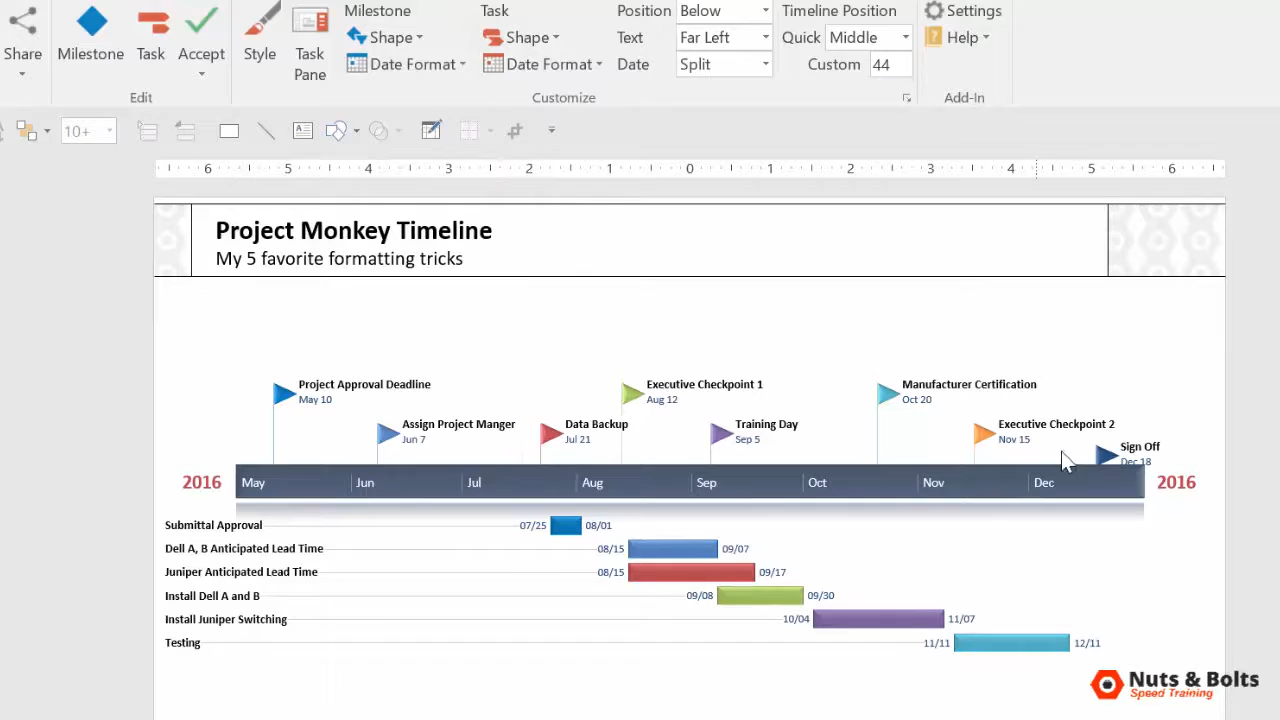 Share
Milestone
Task
Accept
Style
Task
Pane
Milestone
Shape
Date Format
Task
Shape
Date Format
Position Below
Text Far Left
Date Split
Timeline Position
Quick Middle
Custom 44
Settings
Help
Edit
Customize
Add-In
10+
6 5 4 3 2 1 0 1 2 3 4 5 6
Project Monkey Timeline
My 5 favorite formatting tricks
Project Approval Deadline
May 10
Executive Checkpoint 1
Aug 12
Manufacturer Certification
Oct 20
Assign Project Manger
Jun 7
Data Backup
Jul 21
Training Day
Sep 5
Executive Checkpoint 2
Nov 15
Sign Off
Dec 18
2016 May Jun Jul Aug Sep Oct Nov Dec 2016
Submittal Approval 07/25 08/01
Dell A, B Anticipated Lead Time 08/15 09/07
Juniper Anticipated Lead Time 08/15 09/17
Install Dell A and B 09/08 09/30
Install Juniper Switching 10/04 11/07
Testing 11/11 12/11
Nuts & Bolts
Speed Training